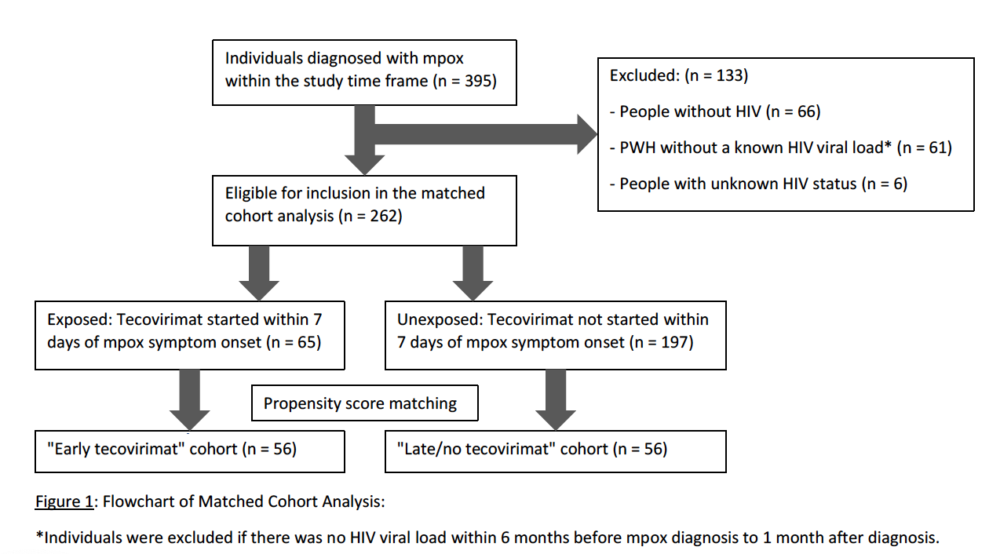 Individuals diagnosed with mpox
within the study time frame (n = 395)
Excluded: (n = 133)
- People without HIV (n = 66)
- PWH without a known HIV viral load* (n = 61)
- People with unknown HIV status (n = 6)
Eligible for inclusion in the matched
cohort analysis (n = 262)
Exposed: Tecovirimat started within 7
days of mpox symptom onset (n = 65)
Unexposed: Tecovirimat not started within
7 days of mpox symptom onset (n = 197)
Propensity score matching
"Early tecovirimat" cohort (n = 56)
"Late/no tecovirimat" cohort (n = 56)
Figure 1: Flowchart of Matched Cohort Analysis:
*Individuals were excluded if there was no HIV viral load within 6 months before mpox diagnosis to 1 month after diagnosis.